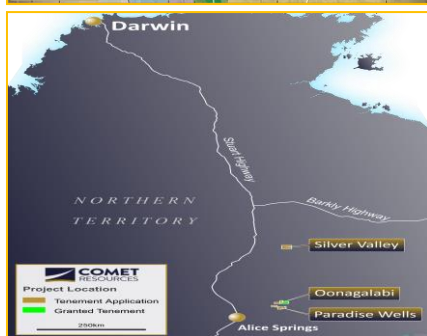 Darwin
Stuart Highway
NORTHERN
TERRITORY
Barkly Highway
Silver Valley
Oonagalabi
Paradise Wells
Alice Springs
COMET
RESOURCES
Project Location
Tenement Application
Granted Tenement
250km